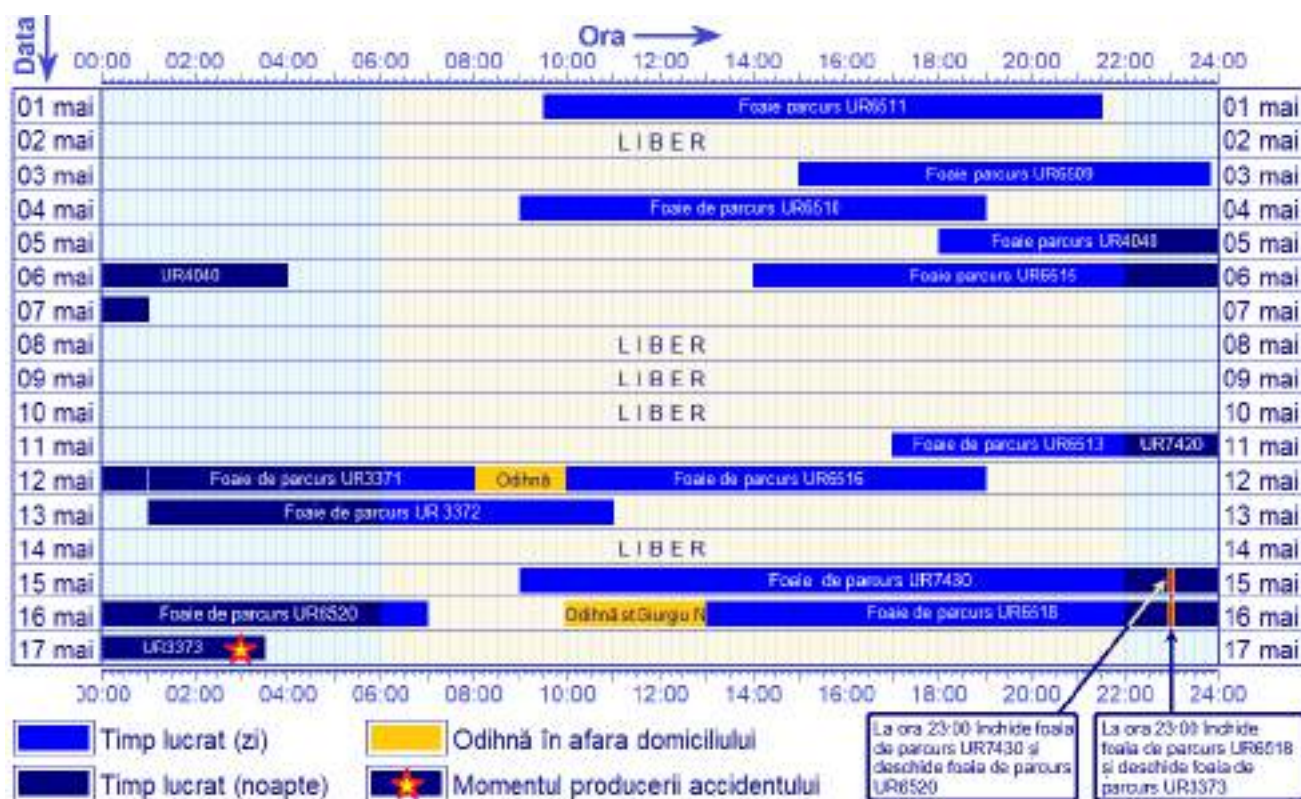 Ora
Data
00:00 02:00 04:00 06:00 08:00 10:00 12:00 14:00 16:00 18:00 20:00 22:00 24:00
01 mai Foaie parcurs UR6511 01 mai
02 mai LIBER 02 mai
03 mai Foaie parcurs UR6509 03 mai
04 mai Foaie de parcurs UR6510 04 mai
05 mai Foaie parcurs UR4040 05 mai
06 mai UR4040 Foaie parcurs UR6515 06 mai
07 mai 07 mai
08 mai LIBER 08 mai
09 mai LIBER 09 mai
10 mai LIBER 10 mai
11 mai Foaie de parcurs UR6513 UR7420 11 mai
12 mai Foaie de parcurs UR3371 Odihnă Foaie de parcurs UR6516 12 mai
13 mai Foaie de parcurs UR 3372 13 mai
14 mai LIBER 14 mai
15 mai Foaie de parcurs UR7430 15 mai
16 mai Foaie de parcurs UR6520 Odihnă st.Giurgiu N Foaie de parcurs UR6518 16 mai
17 mai UR3373 17 mai
00:00 02:00 04:00 06:00 08:00 10:00 12:00 14:00 16:00 18:00 20:00 22:00 24:00
Timp lucrat (zi)
Odihnă în afara domiciliului
Timp lucrat (noapte)
Momentul producerii accidentului
La ora 23:00 închide foaia
de parcurs UR7430 și
deschide foaia de parcurs
UR6520
La ora 23:00 închide
foaia de parcurs UR6518
și deschide foaia de
parcurs UR3373